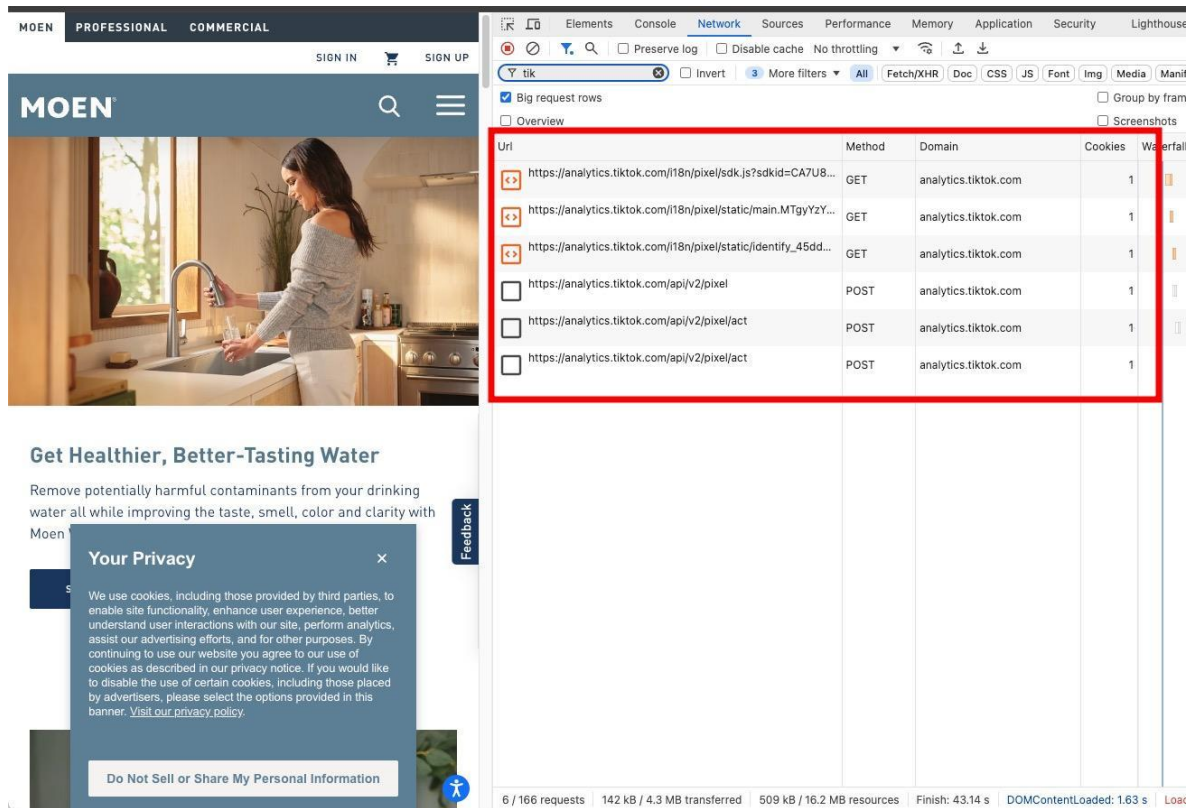 MOEN PROFESSIONAL COMMERCIAL
SIGN IN SIGN UP
MOEN
Get Healthier, Better-Tasting Water
Remove potentially harmful contaminants from your drinking
water all while improving the taste, smell, color and clarity with
Moen
Feedback
Your Privacy ×
We use cookies, including those provided by third parties, to
enable site functionality, enhance user experience, better
understand user interactions with our site, perform analytics,
assist our advertising efforts, and for other purposes. By
continuing to use our website you agree to our use of
cookies as described in our privacy notice. If you would like
to disable the use of certain cookies, including those placed
by advertisers, please select the options provided in this
banner. Visit our privacy policy.
Do Not Sell or Share My Personal Information
Elements Console Network Sources Performance Memory Application Security Lighthouse
Preserve log Disable cache No throttling
tik Invert 3 More filters All Fetch/XHR Doc CSS JS Font Img Media Manif
Big request rows Group by fram
Overview Screenshots
Url Method Domain Cookies Waterfall
https://analytics.tiktok.com/i18n/pixel/sdk.js?sdkid=CA7U8... GET analytics.tiktok.com 1
https://analytics.tiktok.com/i18n/pixel/static/main.MTgyYzY... GET analytics.tiktok.com 1
https://analytics.tiktok.com/i18n/pixel/static/identify_45dd... GET analytics.tiktok.com 1
https://analytics.tiktok.com/api/v2/pixel POST analytics.tiktok.com 1
https://analytics.tiktok.com/api/v2/pixel/act POST analytics.tiktok.com 1
https://analytics.tiktok.com/api/v2/pixel/act POST analytics.tiktok.com 1
6 / 166 requests 142 kB / 4.3 MB transferred 509 kB / 16.2 MB resources Finish: 43.14 s DOMContentLoaded: 1.63 s Load